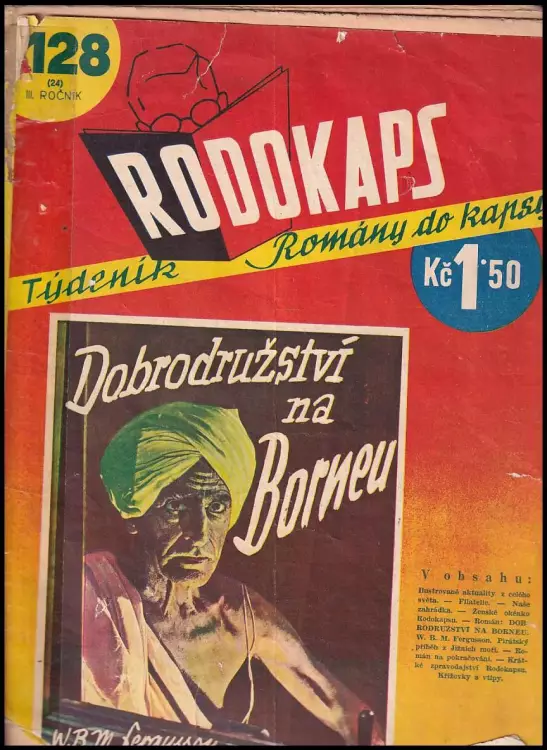 128
(24)
III. ROČNÍK
RODOKAPS
Týdeník Romány do kapsy
Kč 1·50
Dobrodružství
na
Borneu
V obsahu:
Ilustrované aktuality z celého
světa. — Filatelie. — Naše
zahrádka. — Ženské okénko
Rodokapsu. — Román: DOB-
RODRUŽSTVÍ NA BORNEU.
W. B. M. Fergusson. Pirátský
příběh z Jižních moří. — Ro-
mán na pokračování. — Krát-
ké zpravodajství Rodokapsu.
Křížovky a vtipy.
W.B.M. Fergusson